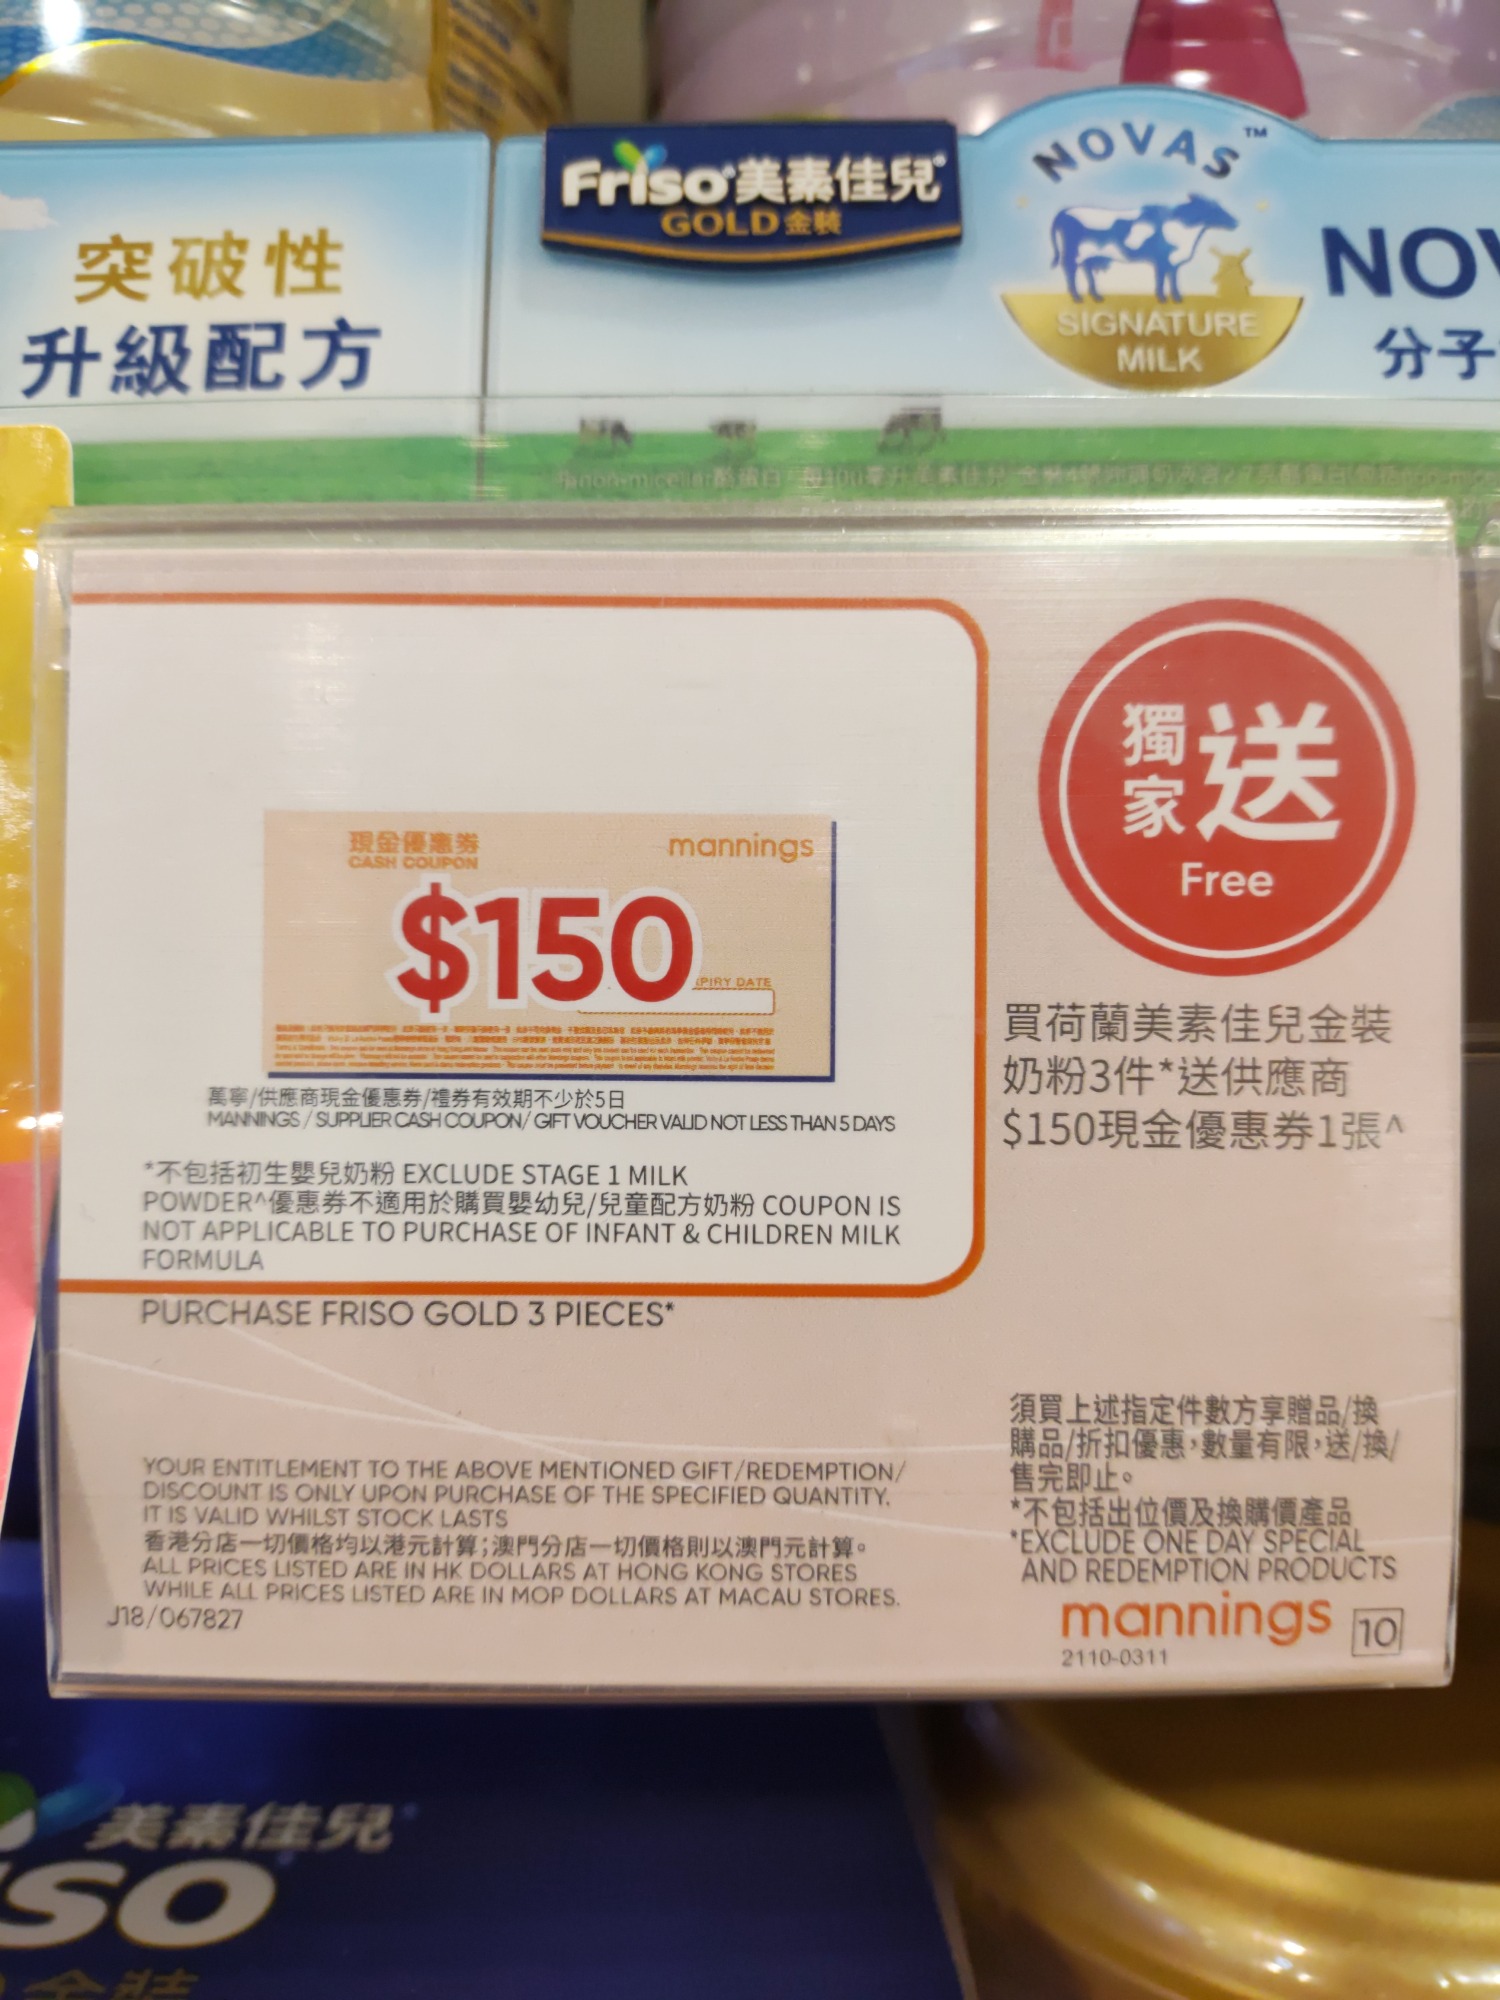 突破性
升級配方
Friso 美素佳兒
GOLD 金裝
NOVAS™
SIGNATURE
MILK
分子
獨家送
Free
現金優惠券
CASH COUPON
mannings
$150
PIRY DATE
萬寧/供應商現金優惠券/禮券有效期不少於5日
MANNINGS / SUPPLIER CASH COUPON/ GIFT VOUCHER VALID NOT LESS THAN 5 DAYS
*不包括初生嬰兒奶粉 EXCLUDE STAGE 1 MILK
POWDER^優惠券不適用於購買嬰幼兒/兒童配方奶粉 COUPON IS
NOT APPLICABLE TO PURCHASE OF INFANT & CHILDREN MILK
FORMULA
PURCHASE FRISO GOLD 3 PIECES*
買荷蘭美素佳兒金裝
奶粉3件*送供應商
$150現金優惠券1張^
YOUR ENTITLEMENT TO THE ABOVE MENTIONED GIFT/REDEMPTION/
DISCOUNT IS ONLY UPON PURCHASE OF THE SPECIFIED QUANTITY.
IT IS VALID WHILST STOCK LASTS
香港分店一切價格均以港元計算;澳門分店一切價格則以澳門元計算。
ALL PRICES LISTED ARE IN HK DOLLARS AT HONG KONG STORES
WHILE ALL PRICES LISTED ARE IN MOP DOLLARS AT MACAU STORES.
J18/067827
須買上述指定件數方享贈品/換
購品/折扣優惠,數量有限,送/換/
售完即止。
*不包括出位價及換購價產品
*EXCLUDE ONE DAY SPECIAL
AND REDEMPTION PRODUCTS
mannings 10
2110-0311
美素佳兒
SO
金裝